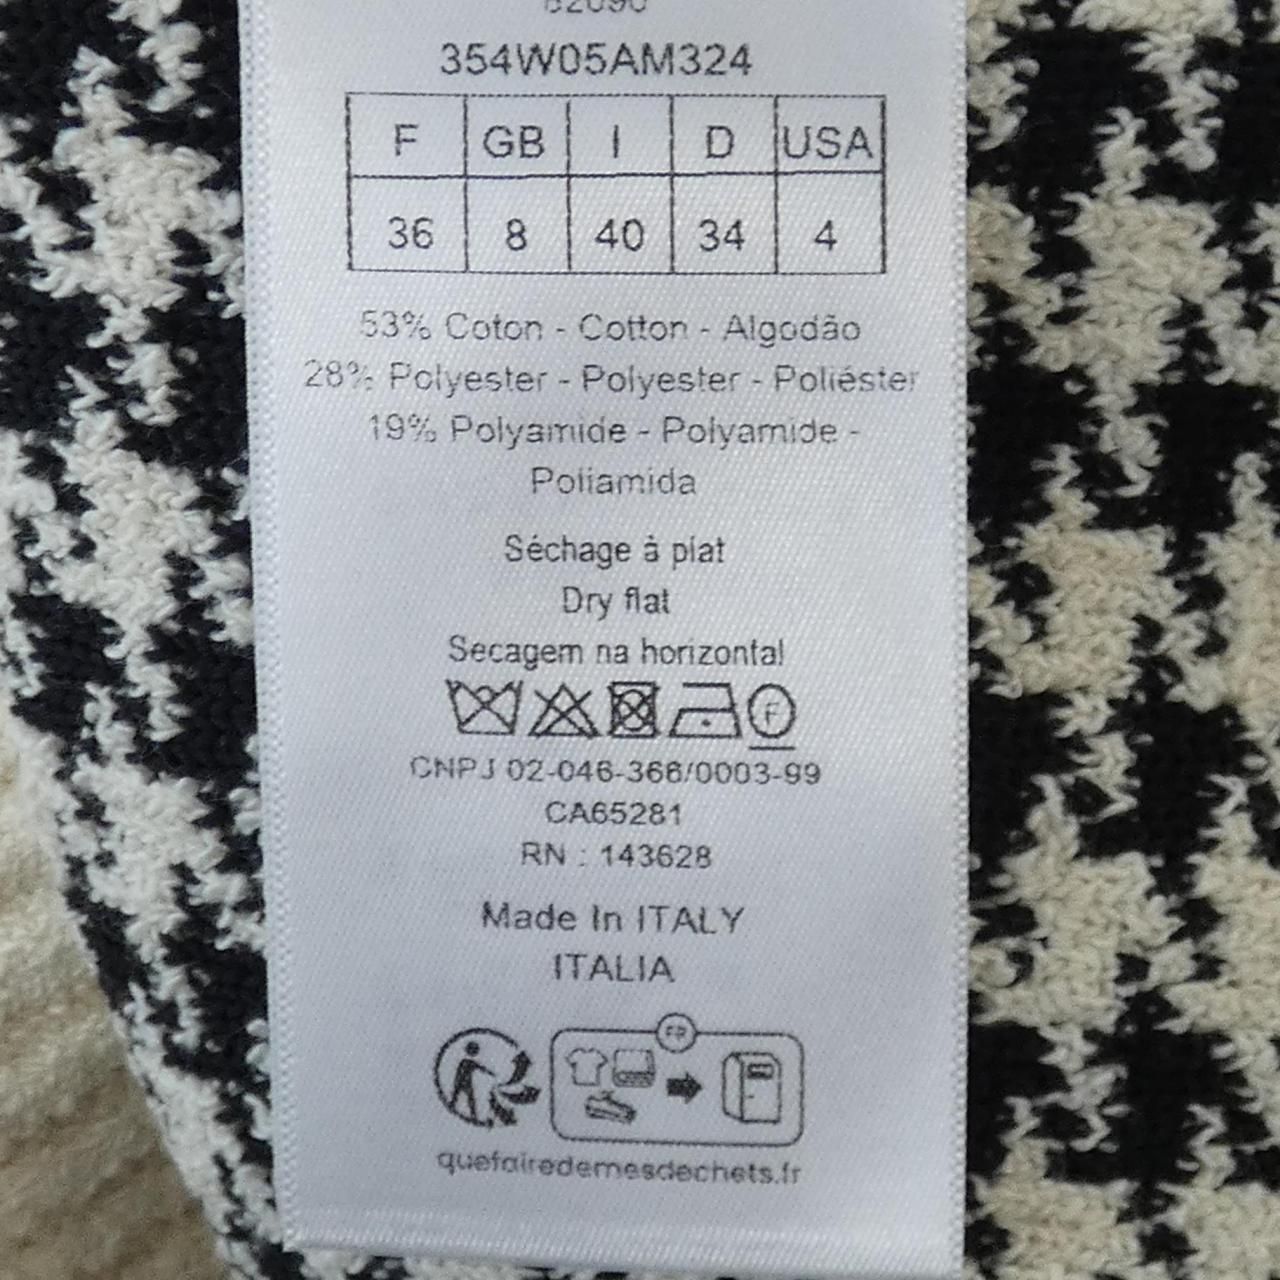 354W05AM324
F GB I D USA
36 8 40 34 4
53% Coton - Cotton - Algodão
28% Polyester - Polyester - Poliéster
19% Polyamide - Polyamide -
Poliamida
Séchage à plat
Dry flat
Secagem na horizontal
F
CNPJ 02-046-366/0003-99
CA65281
RN : 143628
Made In ITALY
ITALIA
FR
quefairedemesdechets.fr